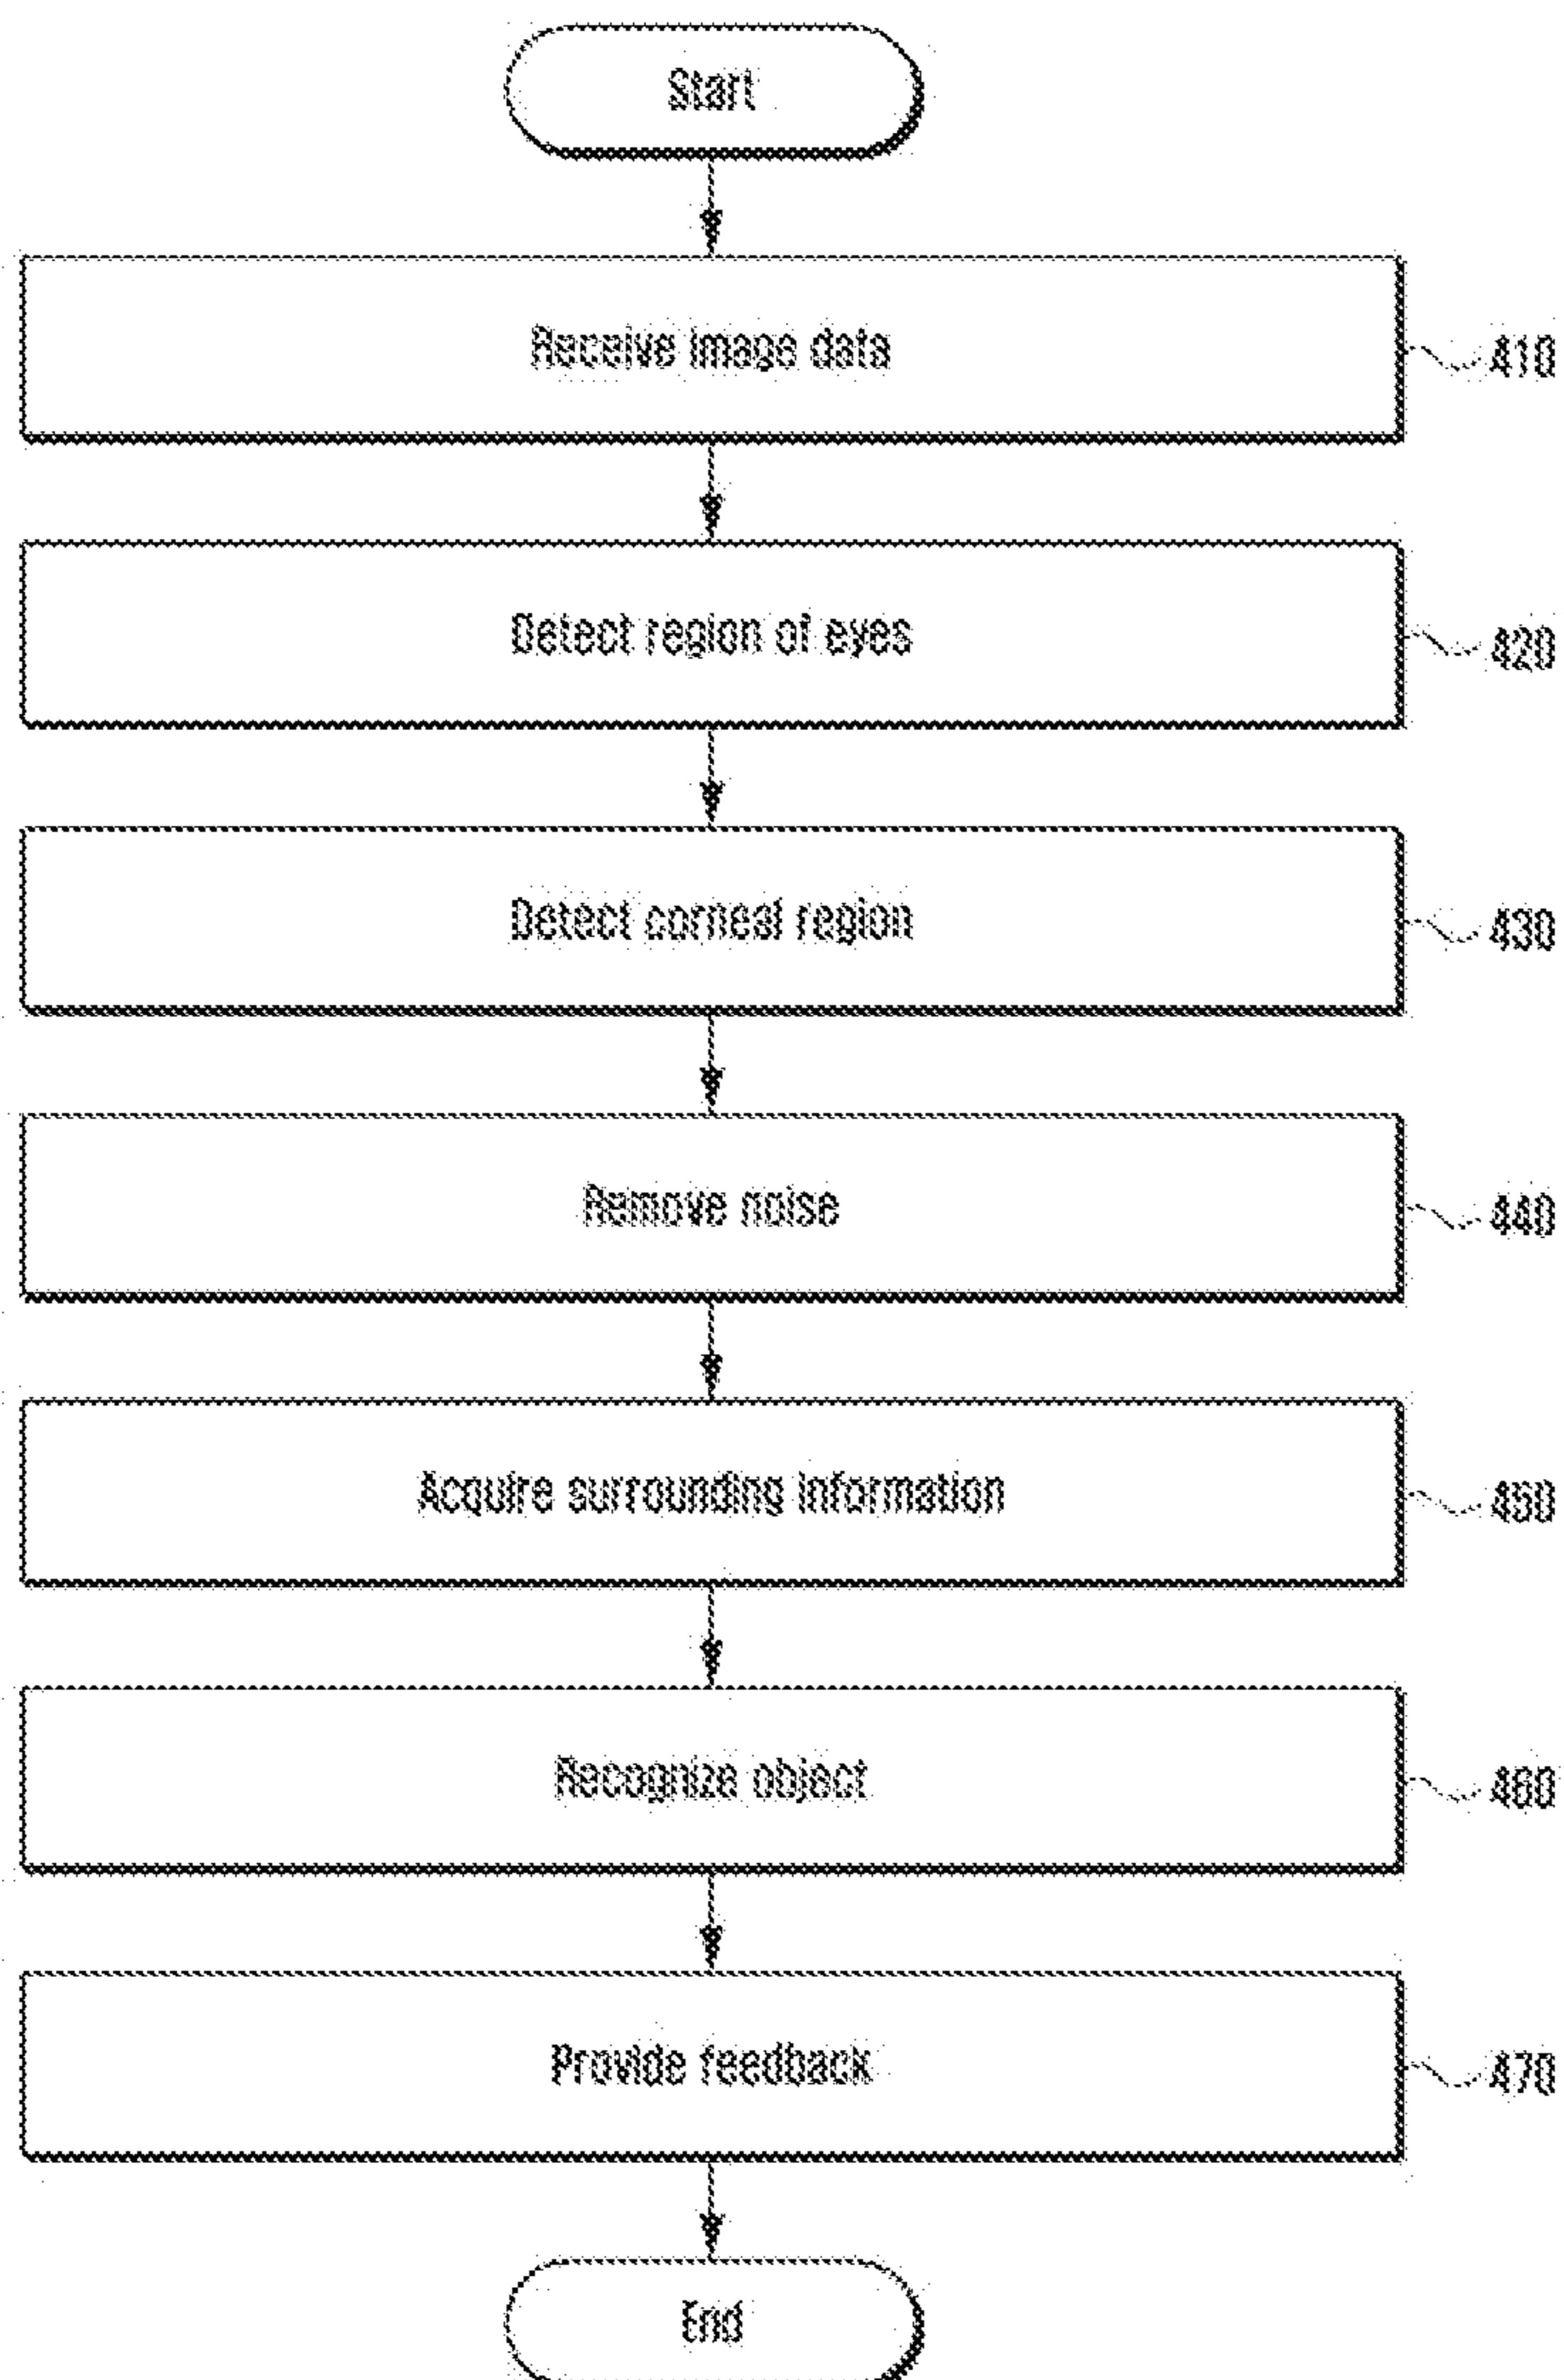 Start
Receive image data
410
Detect region of eyes
420
Detect corneal region
430
Remove noise
440
Acquire surrounding information
450
Recognize object
460
Provide feedback
470
End